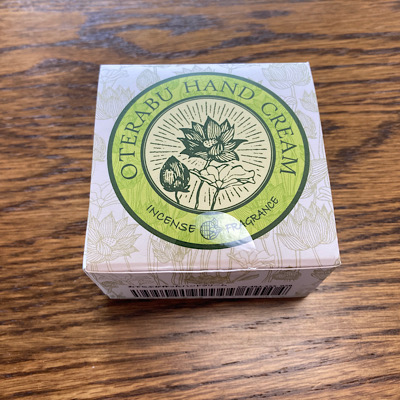 OTERABU HAND CREAM
INCENSE FRAGRANCE